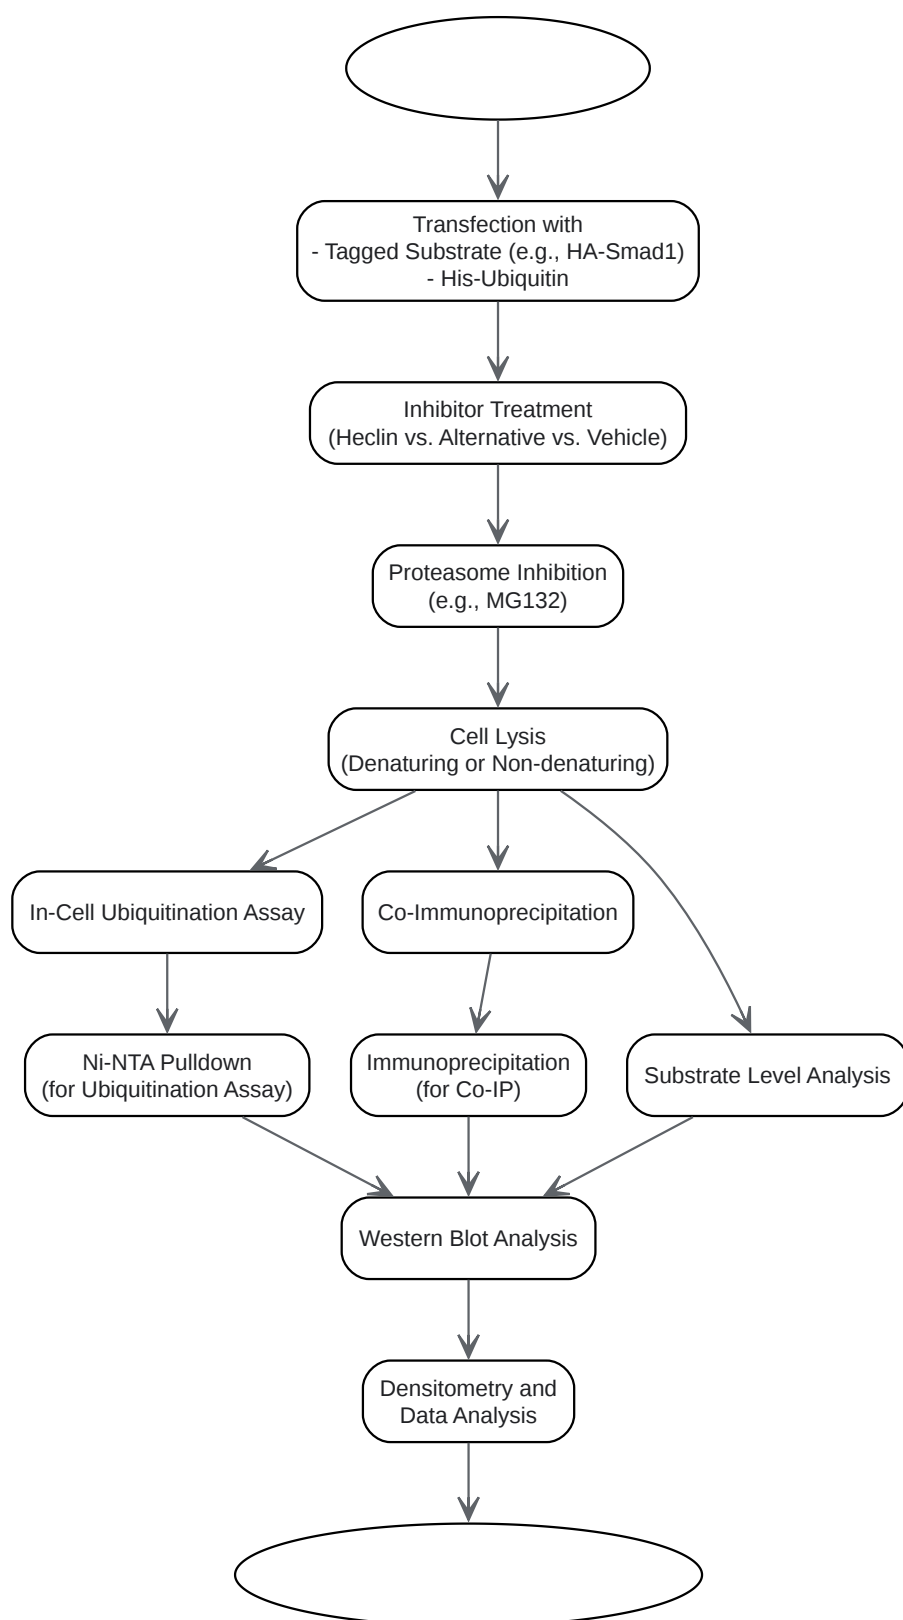 Transfection with
- Tagged Substrate (e.g., HA-Smad1)
- His-Ubiquitin
Inhibitor Treatment
(Heclin vs. Alternative vs. Vehicle)
Proteasome Inhibition
(e.g., MG132)
Cell Lysis
(Denaturing or Non-denaturing)
In-Cell Ubiquitination Assay
Co-Immunoprecipitation
Ni-NTA Pulldown
(for Ubiquitination Assay)
Immunoprecipitation
(for Co-IP)
Substrate Level Analysis
Western Blot Analysis
Densitometry and
Data Analysis